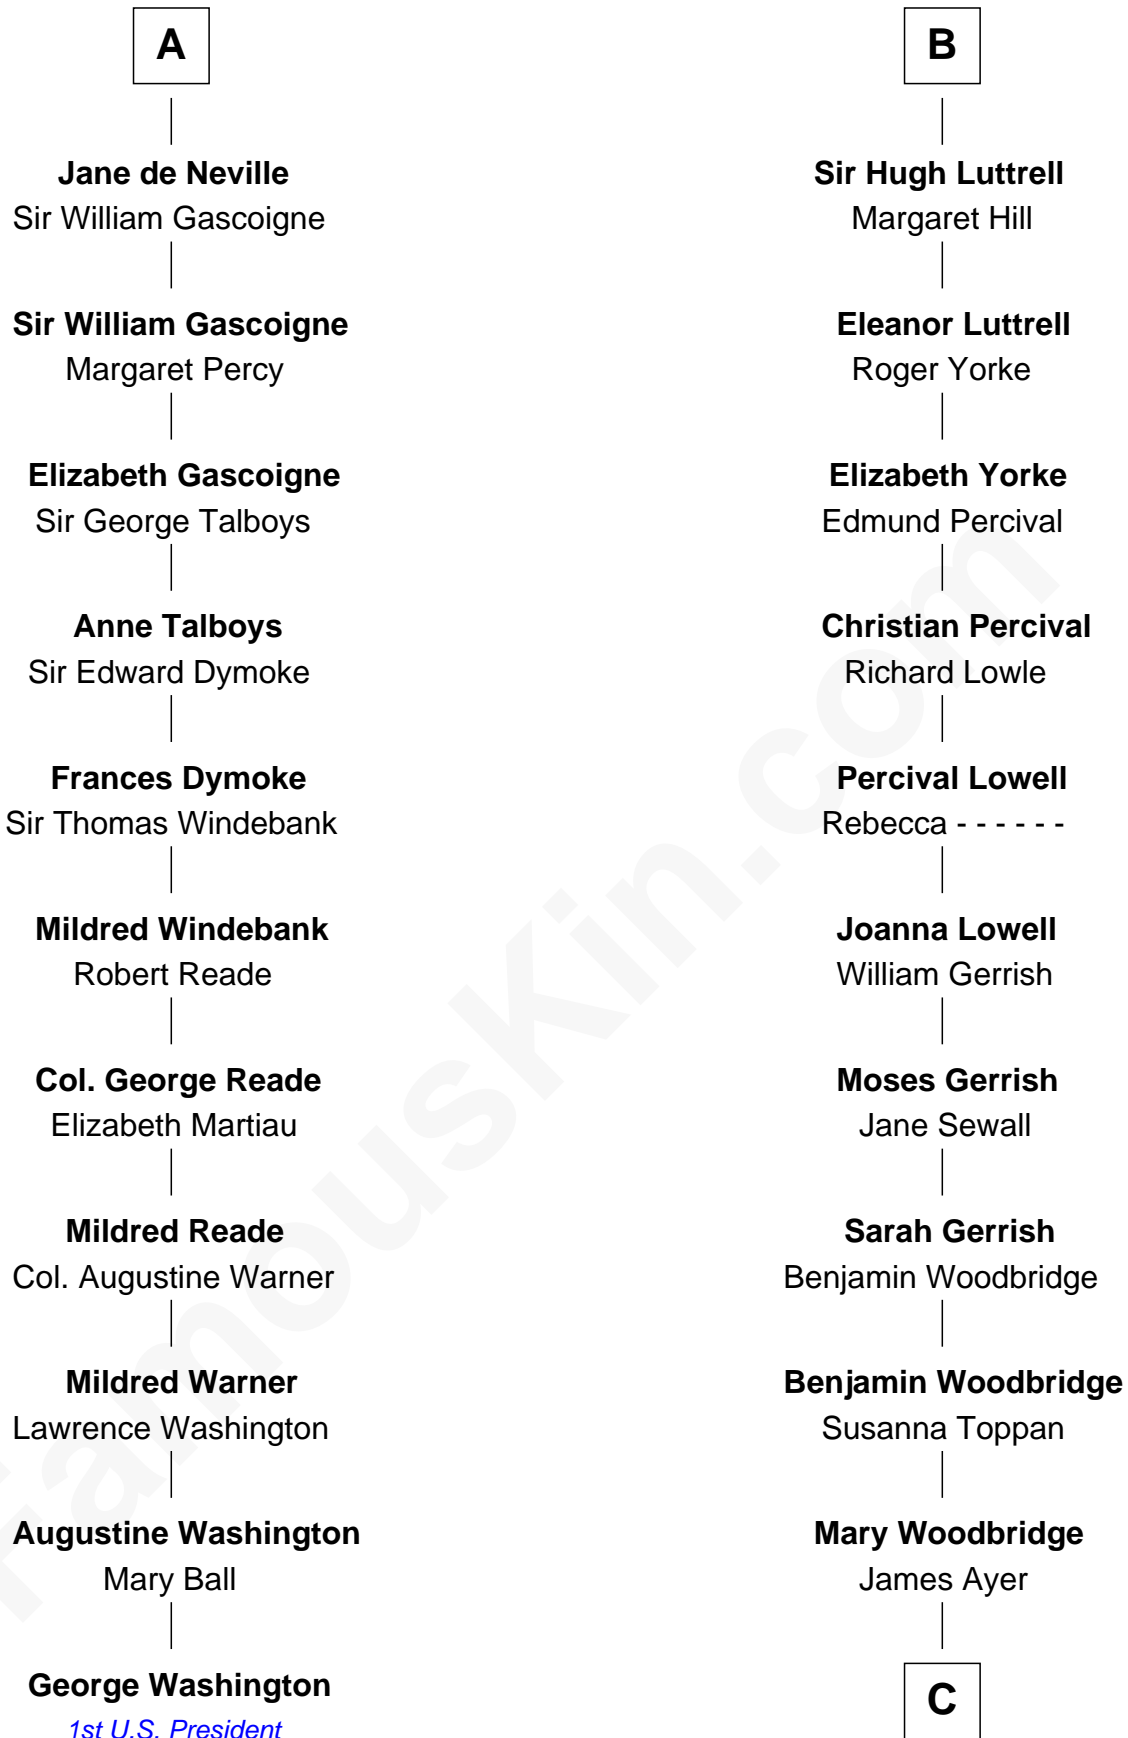 A
Jane de Neville
Sir William Gascoigne
Sir William Gascoigne
Margaret Percy
Elizabeth Gascoigne
Sir George Talboys
Anne Talboys
Sir Edward Dymoke
Frances Dymoke
Sir Thomas Windebank
Mildred Windebank
Robert Reade
Col. George Reade
Elizabeth Martiau
Mildred Reade
Col. Augustine Warner
Mildred Warner
Lawrence Washington
Augustine Washington
Mary Ball
George Washington
1st U.S. President
B
Sir Hugh Luttrell
Margaret Hill
Eleanor Luttrell
Roger Yorke
Elizabeth Yorke
Edmund Percival
Christian Percival
Richard Lowle
Percival Lowell
Rebecca - - - - - -
Joanna Lowell
William Gerrish
Moses Gerrish
Jane Sewall
Sarah Gerrish
Benjamin Woodbridge
Benjamin Woodbridge
Susanna Toppan
Mary Woodbridge
James Ayer
C
FamousKin.com